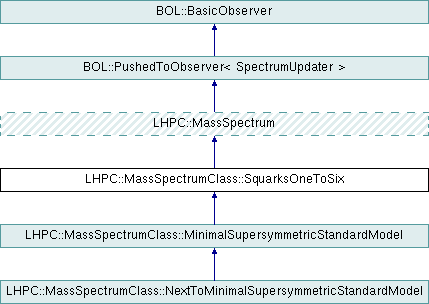 BOL::BasicObserver
BOL::PushedToObserver< SpectrumUpdater >
LHPC::MassSpectrum
LHPC::MassSpectrumClass::SquarksOneToSix
LHPC::MassSpectrumClass::MinimalSupersymmetricStandardModel
LHPC::MassSpectrumClass::NextToMinimalSupersymmetricStandardModel